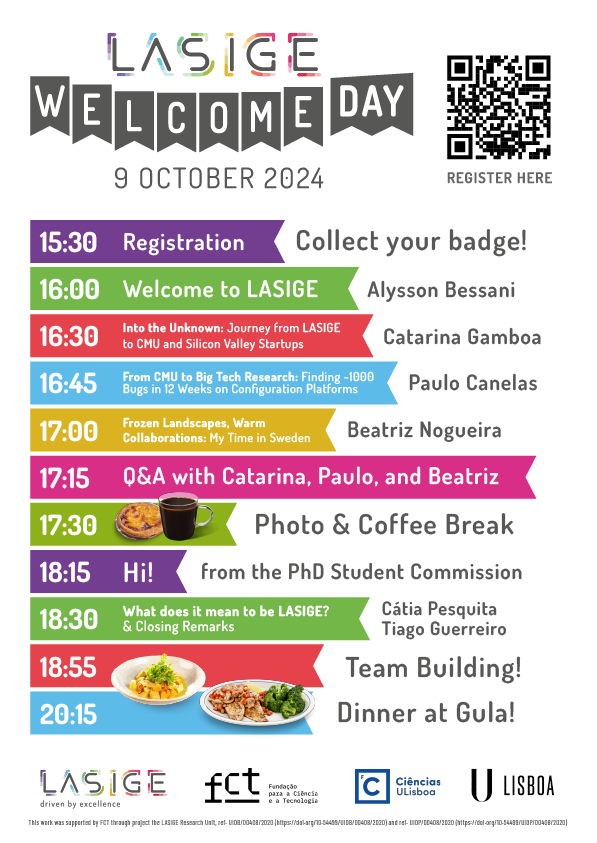 LASIGE
WELCOME DAY
9 OCTOBER 2024
REGISTER HERE
15:30 Registration Collect your badge!
16:00 Welcome to LASIGE Alysson Bessani
16:30 Into the Unknown: Journey from LASIGE
to CMU and Silicon Valley Startups Catarina Gamboa
16:45 From CMU to Big Tech Research: Finding ~1000
Bugs in 12 Weeks on Configuration Platforms Paulo Canelas
17:00 Frozen Landscapes, Warm
Collaborations: My Time in Sweden Beatriz Nogueira
17:15 Q&A with Catarina, Paulo, and Beatriz
17:30 Photo & Coffee Break
18:15 Hi! from the PhD Student Commission
18:30 What does it mean to be LASIGE?
& Closing Remarks
Cátia Pesquita
Tiago Guerreiro
18:55 Team Building!
20:15 Dinner at Gula!
LASIGE
driven by excellence
fct Fundação
para a Ciência
e a Tecnologia
FC Ciências
ULisboa
U LISBOA
This work was supported by FCT through project the LASIGE Research Unit, ref- UIDB/00408/2020 (https://doi-org/10-54499/UIDB/00408/2020) and ref- UIDP/00408/2020 (https://doi-org/10-54499/UIDP/00408/2020)